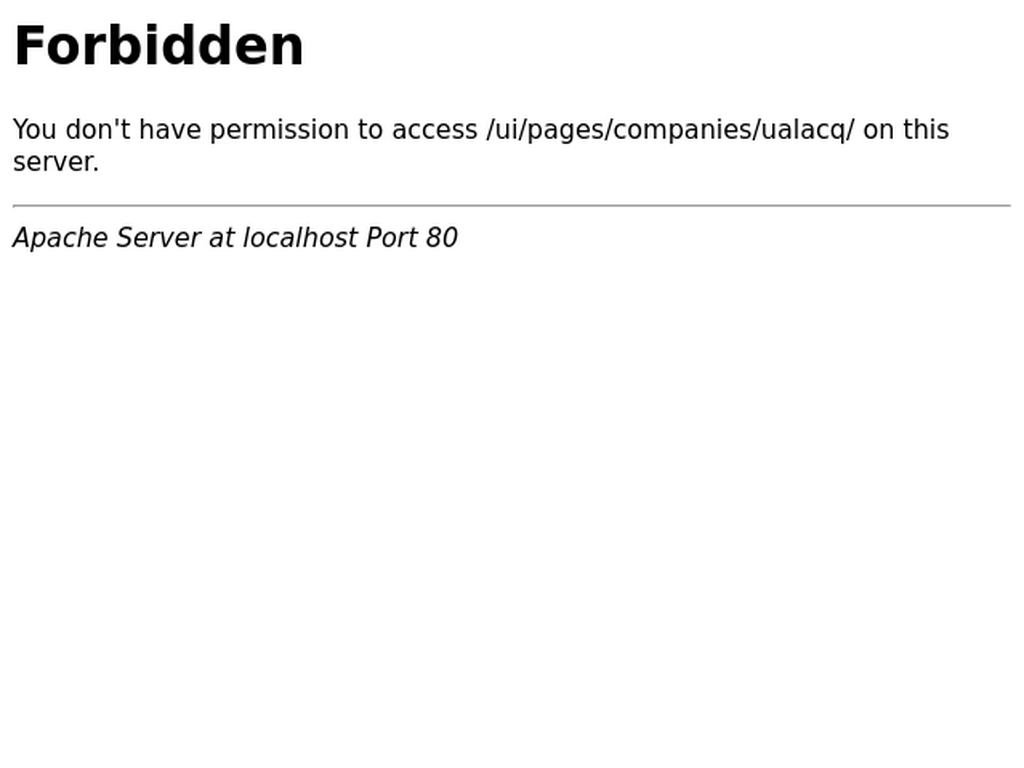 Forbidden
You don't have permission to access /ui/pages/companies/ualacq/ on this
server.
Apache Server at localhost Port 80